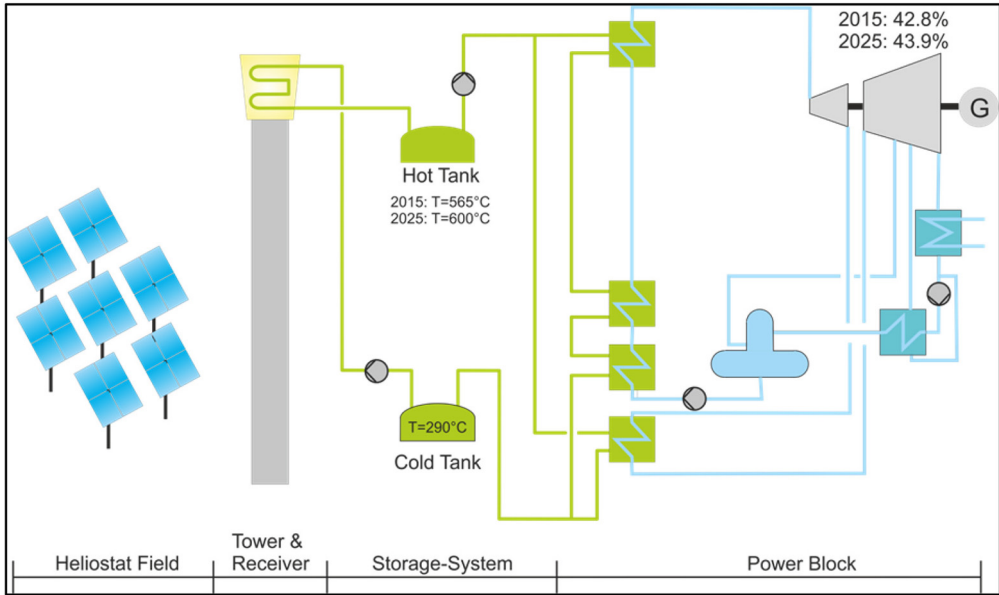 2015: 42.8%
2025: 43.9%
G
Hot Tank
2015: T=565°C
2025: T=600°C
T=290°C
Cold Tank
Heliostat Field
Tower &
Receiver
Storage-System
Power Block